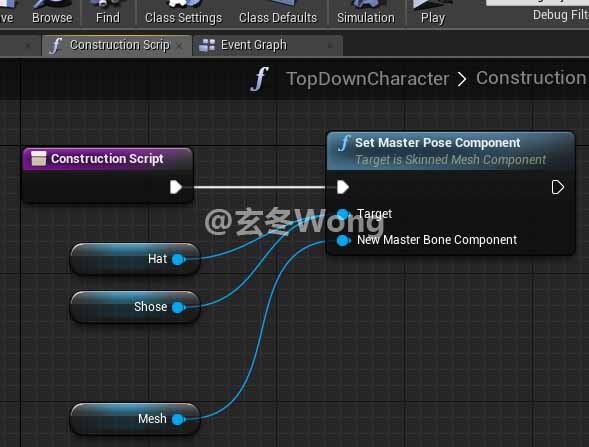 ve Browse Find Class Settings Class Defaults Simulation Play
Debug Filt
Construction Scrip Event Graph
f TopDownCharacter > Construction
Construction Script
f Set Master Pose Component
Target is Skinned Mesh Component
@玄冬Wong
Target
New Master Bone Component
Hat
Shose
Mesh